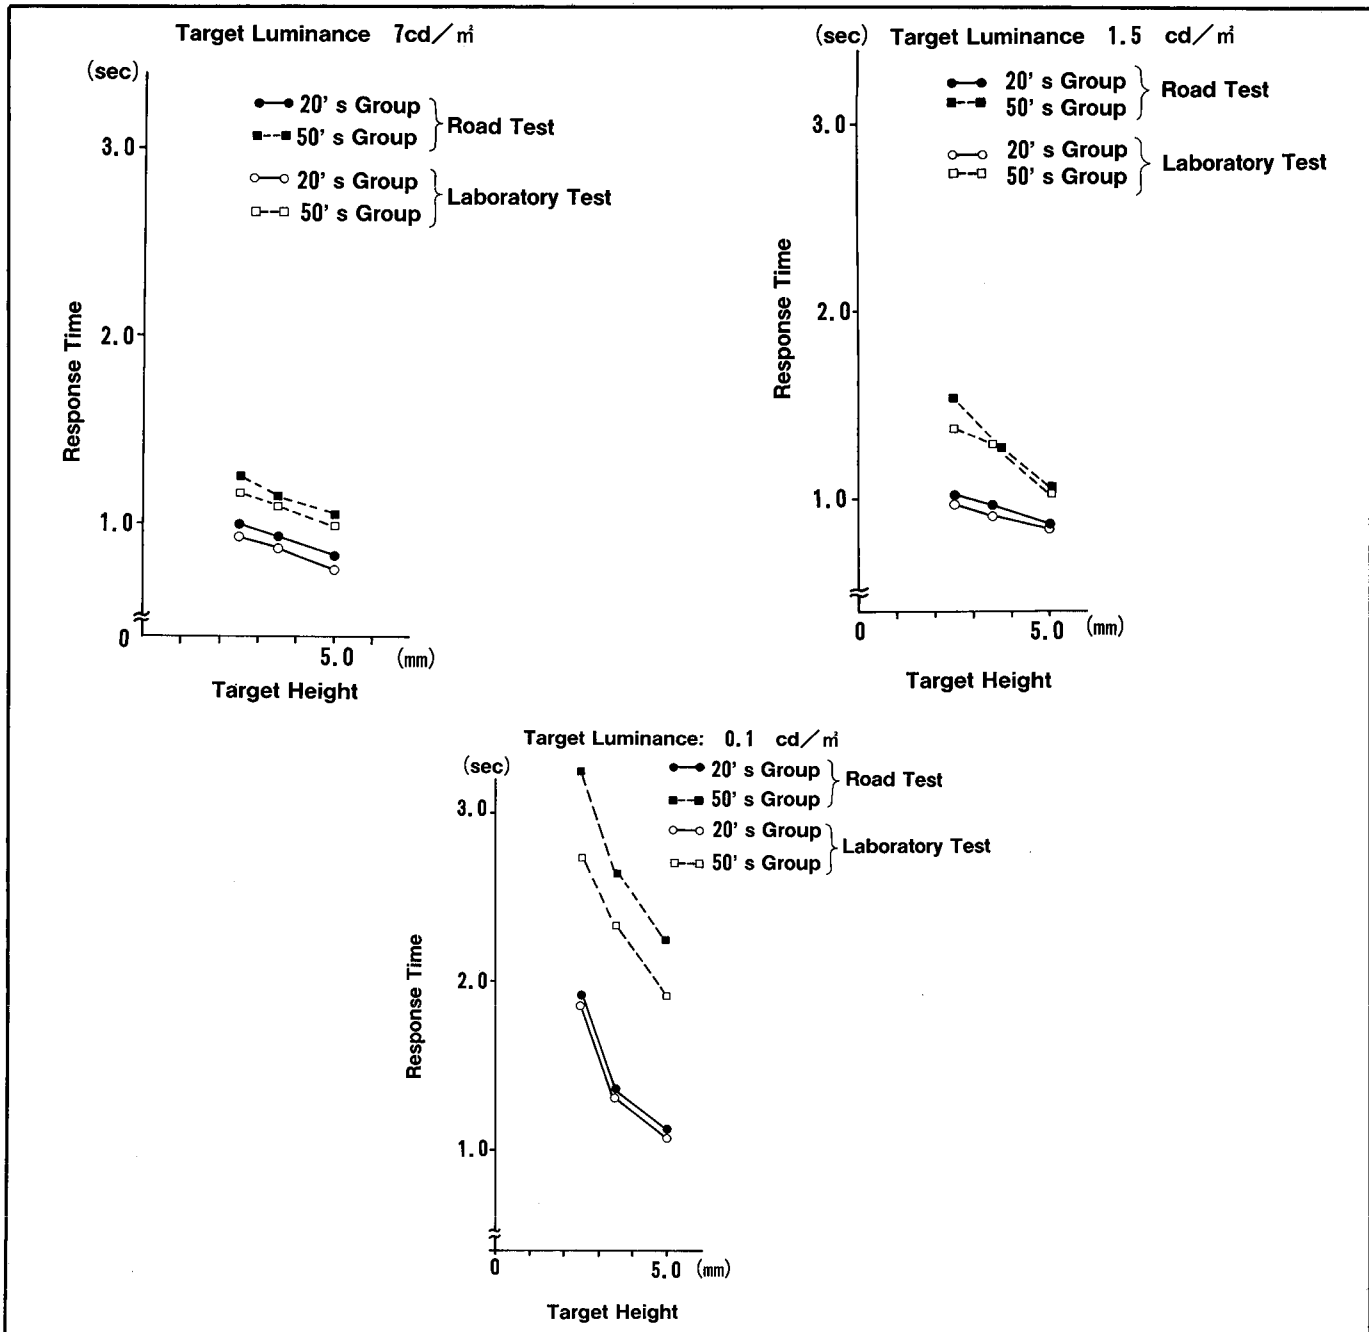 Target Luminance 7cd/㎡
(sec)
20's Group
50's Group
Road Test
20's Group
50's Group
Laboratory Test
3.0
2.0
1.0
0
Response Time
5.0
(mm)
Target Height
(sec) Target Luminance 1.5 cd/㎡
20's Group
50's Group
Road Test
20's Group
50's Group
Laboratory Test
3.0
2.0
1.0
Response Time
0
5.0
(mm)
Target Height
Target Luminance: 0.1 cd/㎡
(sec)
20's Group
50's Group
Road Test
20's Group
50's Group
Laboratory Test
3.0
2.0
1.0
Response Time
0
5.0
(mm)
Target Height